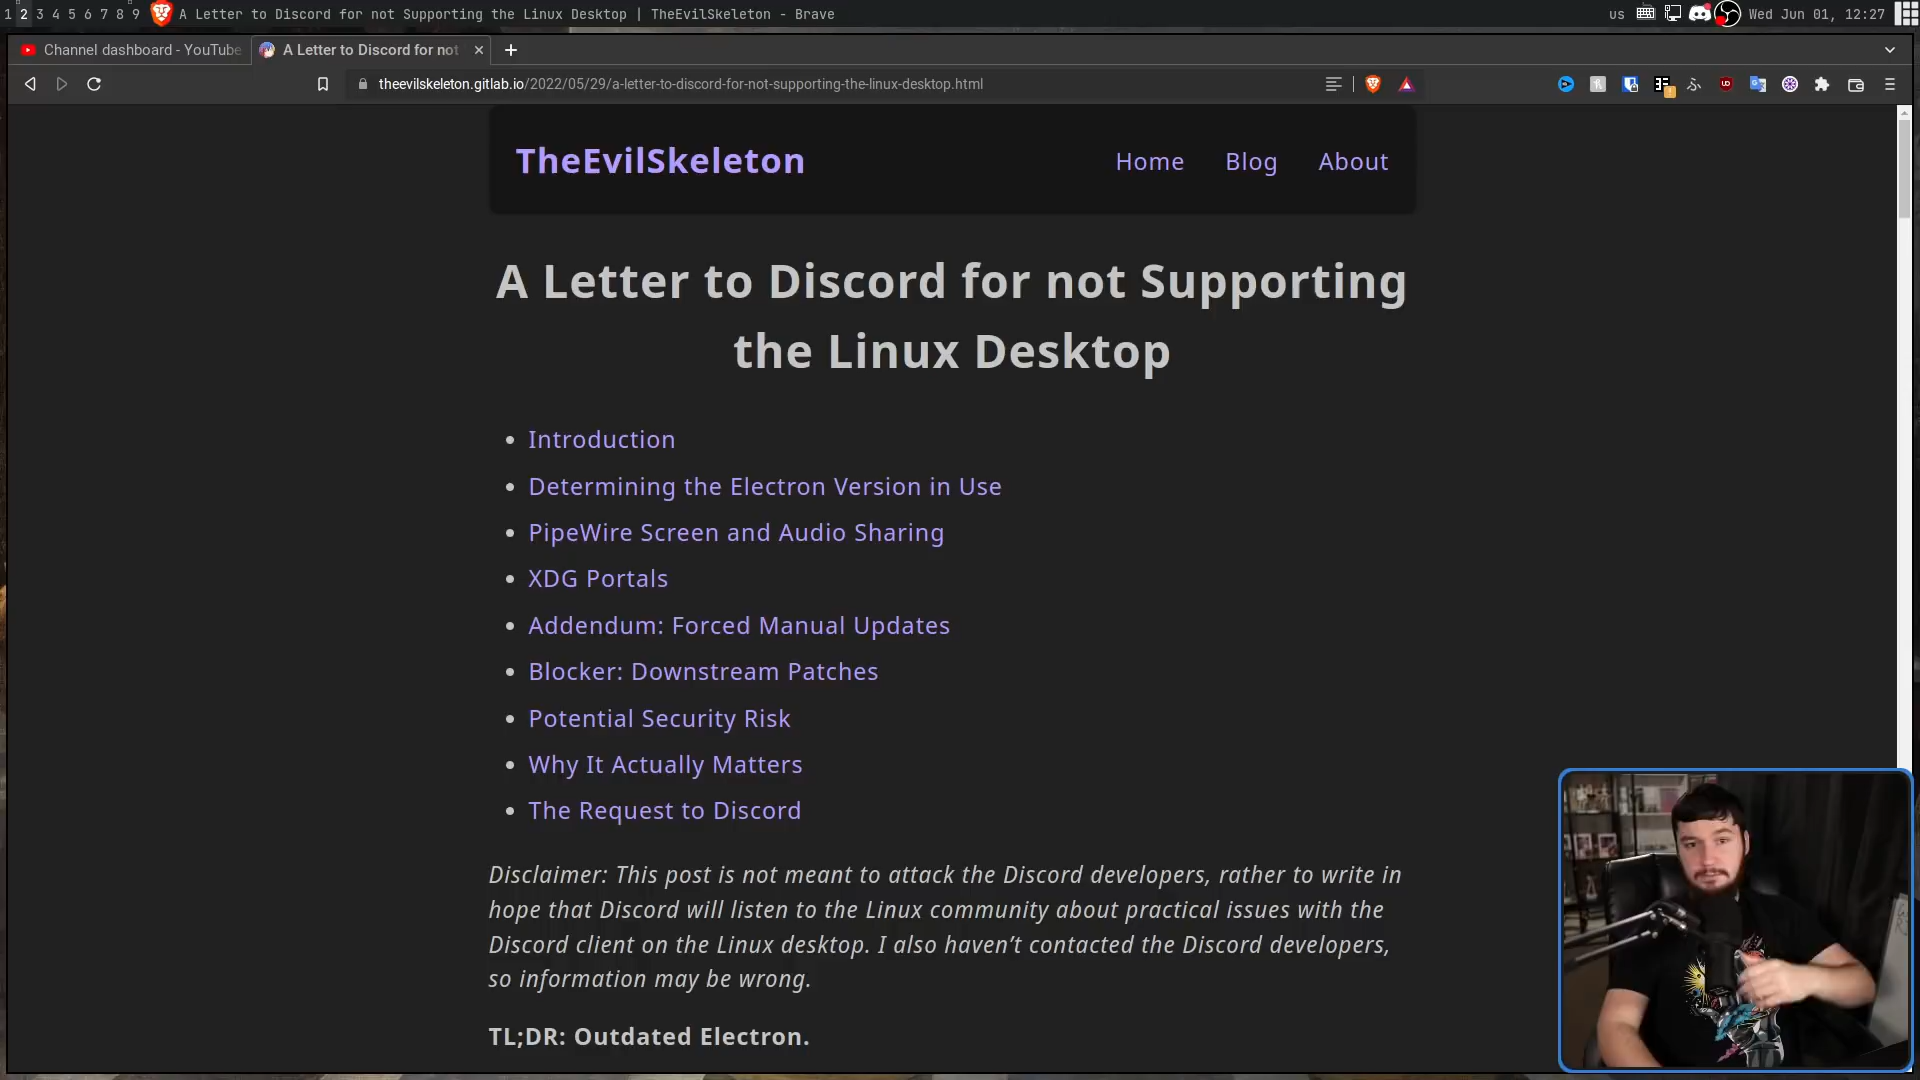 1 2 3 4 5 6 7 8 9 A Letter to Discord for not Supporting the Linux Desktop | TheEvilSkeleton - Brave us Wed Jun 01, 12:27
Channel dashboard - YouTube A Letter to Discord for not
theevilskeleton.gitlab.io/2022/05/29/a-letter-to-discord-for-not-supporting-the-linux-desktop.html
TheEvilSkeleton Home Blog About
A Letter to Discord for not Supporting
the Linux Desktop
• Introduction
• Determining the Electron Version in Use
• PipeWire Screen and Audio Sharing
• XDG Portals
• Addendum: Forced Manual Updates
• Blocker: Downstream Patches
• Potential Security Risk
• Why It Actually Matters
• The Request to Discord
Disclaimer: This post is not meant to attack the Discord developers, rather to write in
hope that Discord will listen to the Linux community about practical issues with the
Discord client on the Linux desktop. I also haven’t contacted the Discord developers,
so information may be wrong.
TL;DR: Outdated Electron.